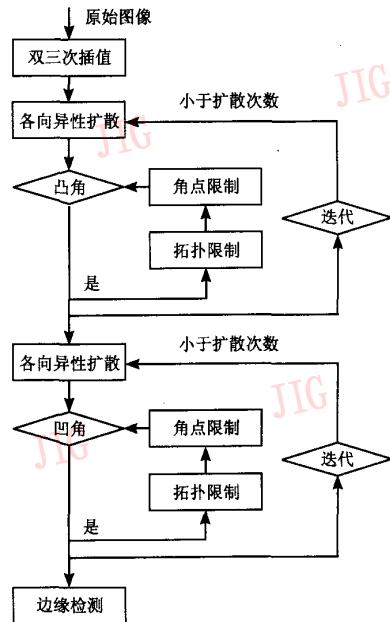 原始图像
双三次插值
小于扩散次数
JIG
各向异性扩散
JIG
凸角
角点限制
迭代
拓扑限制
是
各向异性扩散
小于扩散次数
JIG
凹角
角点限制
JIG
迭代
拓扑限制
是
边缘检测